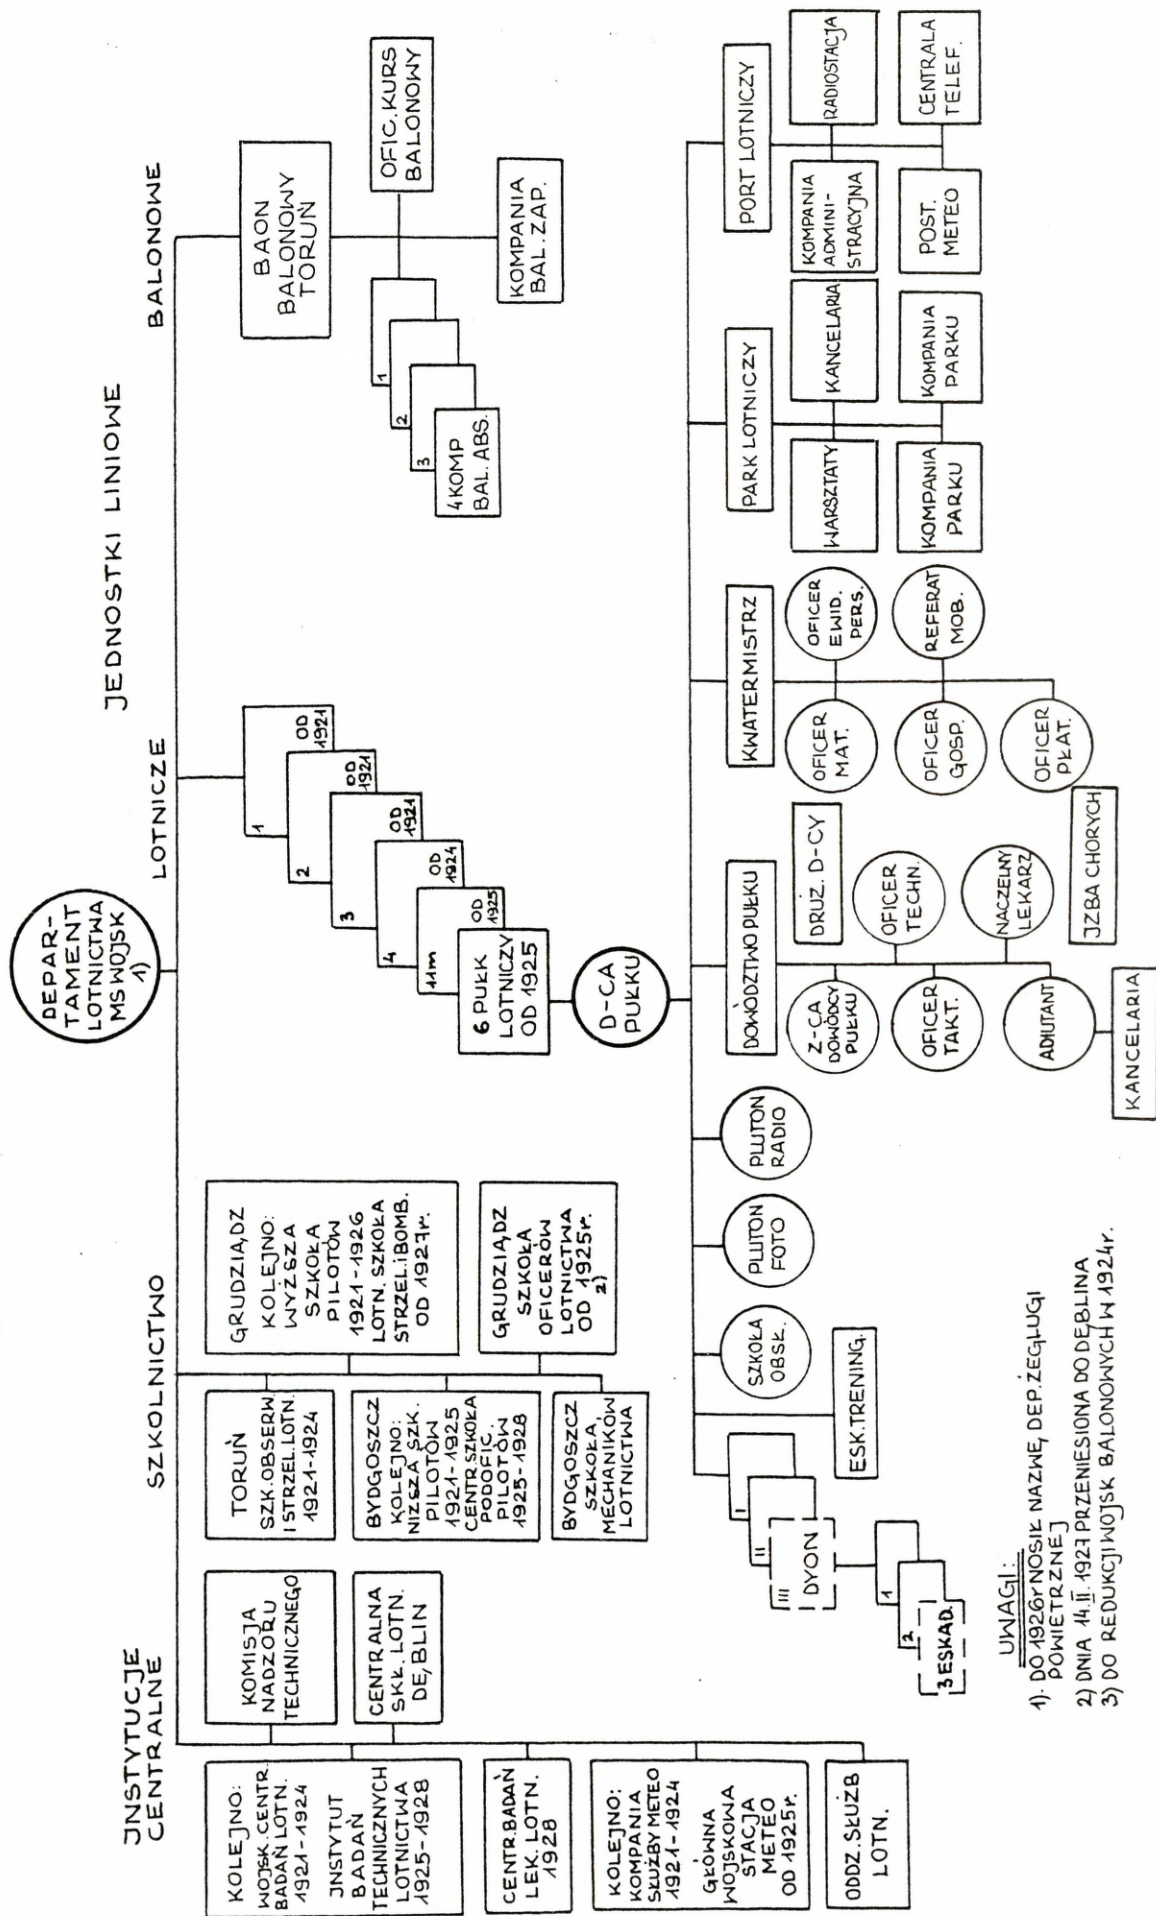 DEPAR-
TAMENT
LOTNICTWA
MSWOJSK
1)
JNSTYTUCJE
CENTRALNE
SZKOLNICTWO
JEDNOSTKI LINIOWE
LOTNICZE
BALONOWE
KOLEJNO:
WOJSK.CENTR.
BADAŃ LOTN.
1921-1924
JNSTYTUT
BADAŃ
TECHNICZNYCH
LOTNICTWA
1925-1928
KOMISJA
NADZORU
TECHNICZNEGO
CENTRALNA
SKŁ. LOTN.
DĘBLIN
CENTR.BADAŃ
LEK. LOTN.
1928
KOLEJNO:
KOMPANIA
SŁUŻBY METEO
1921-1924
GŁÓWNA
WOJSKOWA
STACJA
METEO
OD 1925r.
ODDZ.SŁUŻB
LOTN.
TORUŃ
SZK.OBSERW.
I STRZEL.LOTN.
1921-1924
GRUDZIĄDZ
KOLEJNO:
WYŻSZA
SZKOŁA
PILOTÓW
1921-1926
LOTN. SZKOŁA
STRZEL.iBOMB.
OD 1927r.
BYDGOSZCZ
KOLEJNO:
NIŻSZA SZK.
PILOTÓW
1921-1925
CENTR.SZKOŁA
PODOFIC.
PILOTÓW
1925-1928
GRUDZIĄDZ
SZKOŁA
OFICERÓW
LOTNICTWA
OD 1925r.
2)
BYDGOSZCZ
SZKOŁA
MECHANIKÓW
LOTNICTWA
1
OD
1921
2
OD
1921
3
OD
1921
4
OD
1924
11m
OD
1925
6 PUŁK
LOTNICZY
OD 1925
BAON
BALONOWY
TORUŃ
1
2
3
4 KOMP
BAL. ABS.
OFIC. KURS
BALONOWY
KOMPANIA
BAL. ZAP.
D-CA
PUŁKU
I
II
III
DYON
1
2
3 ESKAD.
ESK.TRENING.
SZKOŁA
OBSŁ.
PLUTON
FOTO
PLUTON
RADIO
DOWÓDZTWO PUŁKU
Z-CA
DOWÓDCY
PUŁKU
DRUŻ. D-CY
OFICER
TAKT.
OFICER
TECHN.
ADIUTANT
NACZELNY
LEKARZ
KANCELARIA
JZBA CHORYCH
KWATERMISTRZ
OFICER
MAT.
OFICER
EWID.
PERS.
OFICER
GOSP.
REFERAT
MOB.
OFICER
PŁAT.
PARK LOTNICZY
WARSZTATY
KANCELARIA
KOMPANIA
PARKU
KOMPANIA
PARKU
PORT LOTNICZY
KOMPANIA
ADMINI-
STRACYJNA
RADIOSTACJA
POST.
METEO
CENTRALA
TELEF.
UWAGI:
1). DO 1926r NOSIŁ NAZWĘ, DEP. ŻEGLUGI
POWIETRZNEJ
2) DNIA 14.II.1927 PRZENIESIONA DO DĘBLINA
3) DO REDUKCJI WOJSK BALONOWYCH W 1924r.